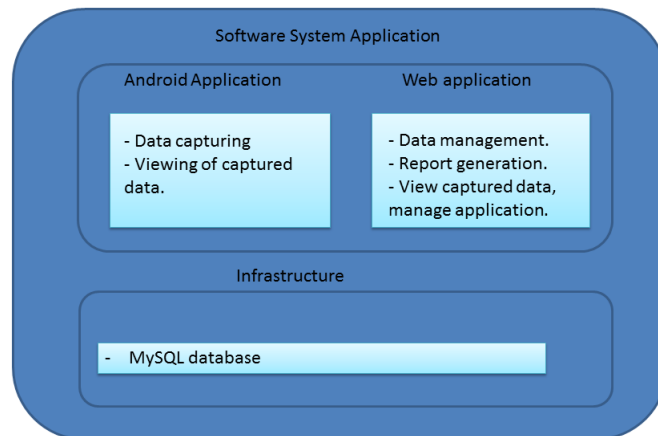 Software System Application
Android Application
- Data capturing
- Viewing of captured
data.
Web application
- Data management.
- Report generation.
- View captured data,
manage application.
Infrastructure
- MySQL database